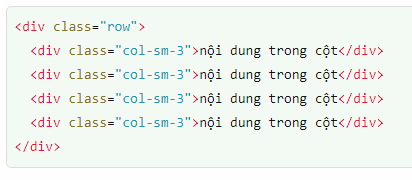 <div class="row">
  <div class="col-sm-3">nội dung trong cột</div>
  <div class="col-sm-3">nội dung trong cột</div>
  <div class="col-sm-3">nội dung trong cột</div>
  <div class="col-sm-3">nội dung trong cột</div>
</div>